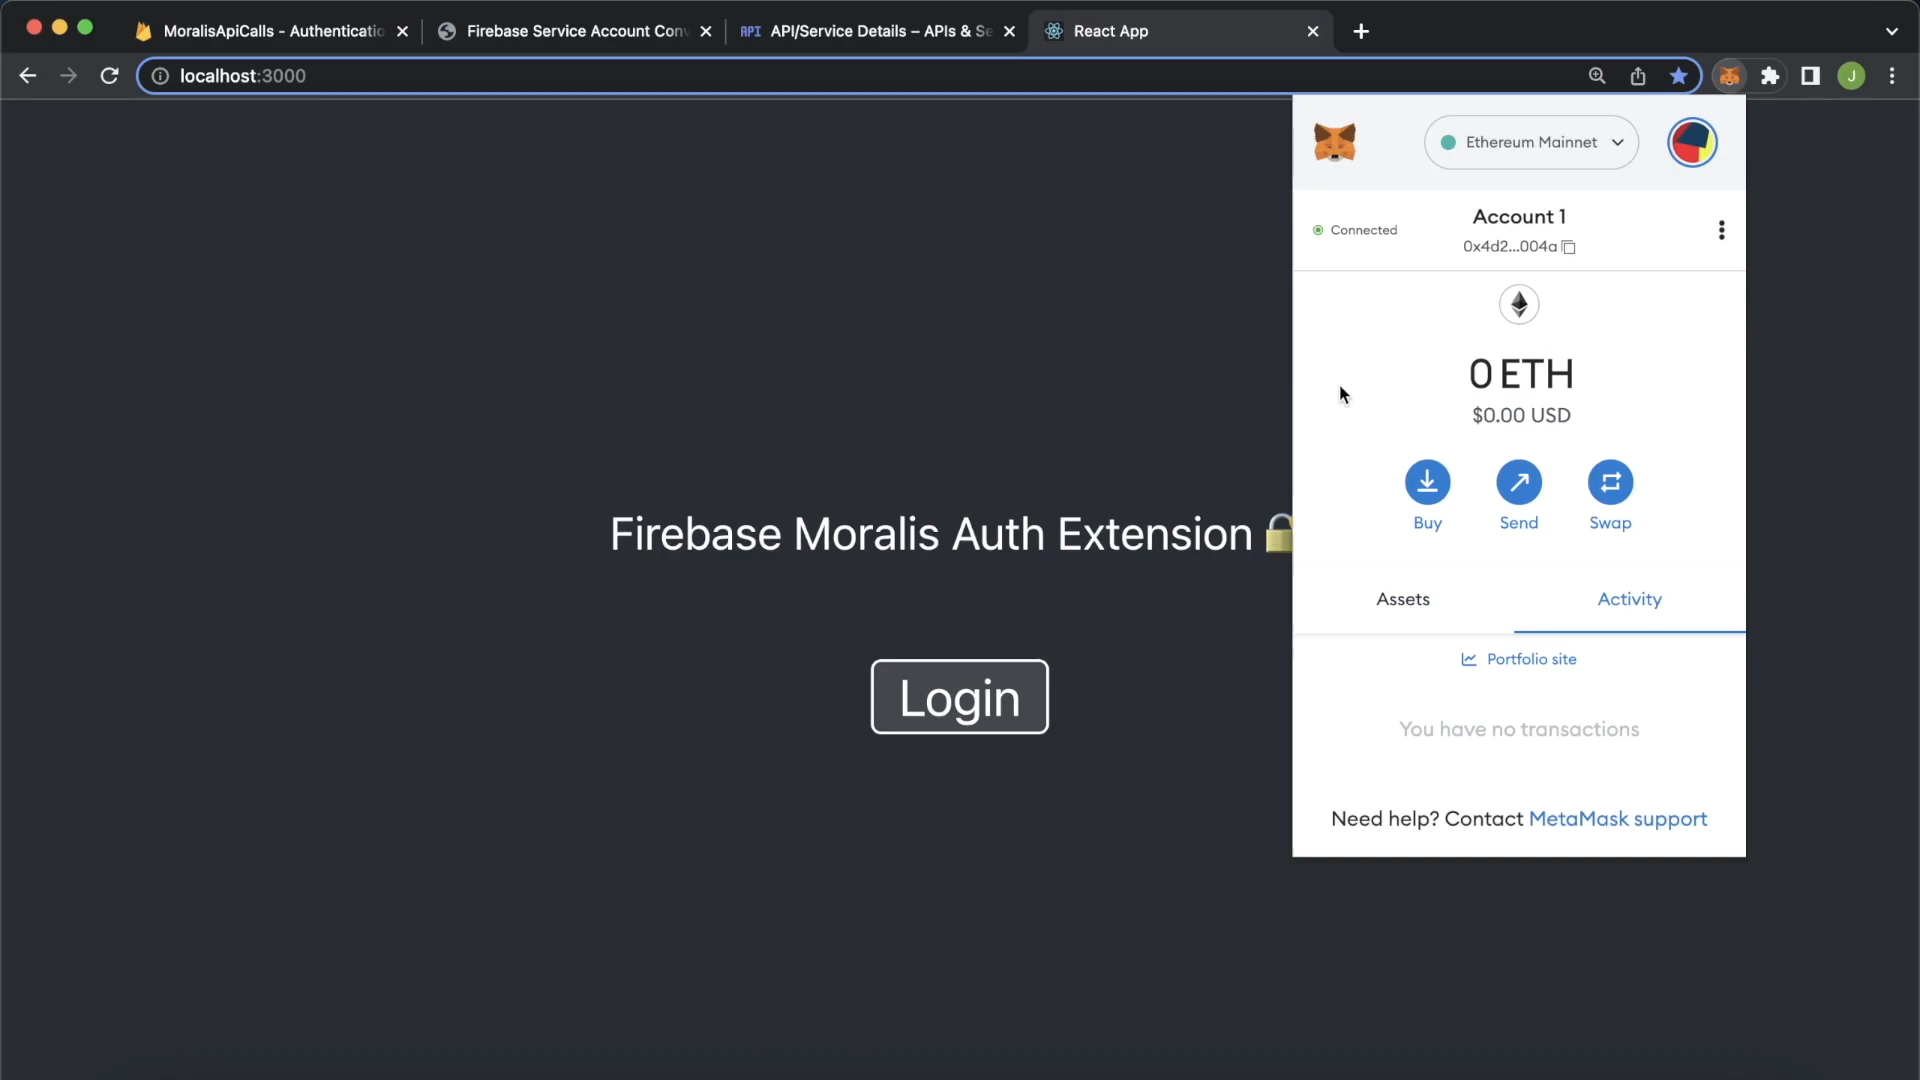 MoralisApiCalls - Authenticatio
Firebase Service Account Conv
API API/Service Details – APIs & Se
React App
localhost:3000
J
Ethereum Mainnet
Connected
Account 1
0x4d2...004a
0 ETH
$0.00 USD
Buy
Send
Swap
Firebase Moralis Auth Extension
Assets
Activity
Portfolio site
Login
You have no transactions
Need help? Contact MetaMask support